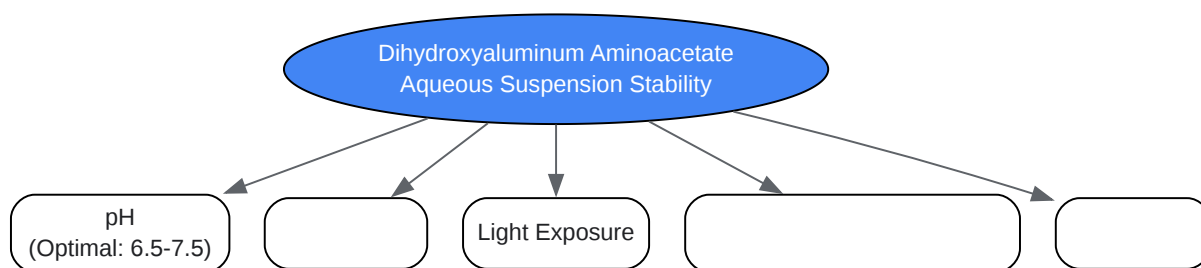 Dihydroxyaluminum Aminoacetate
Aqueous Suspension Stability
pH
(Optimal: 6.5-7.5)
Light Exposure